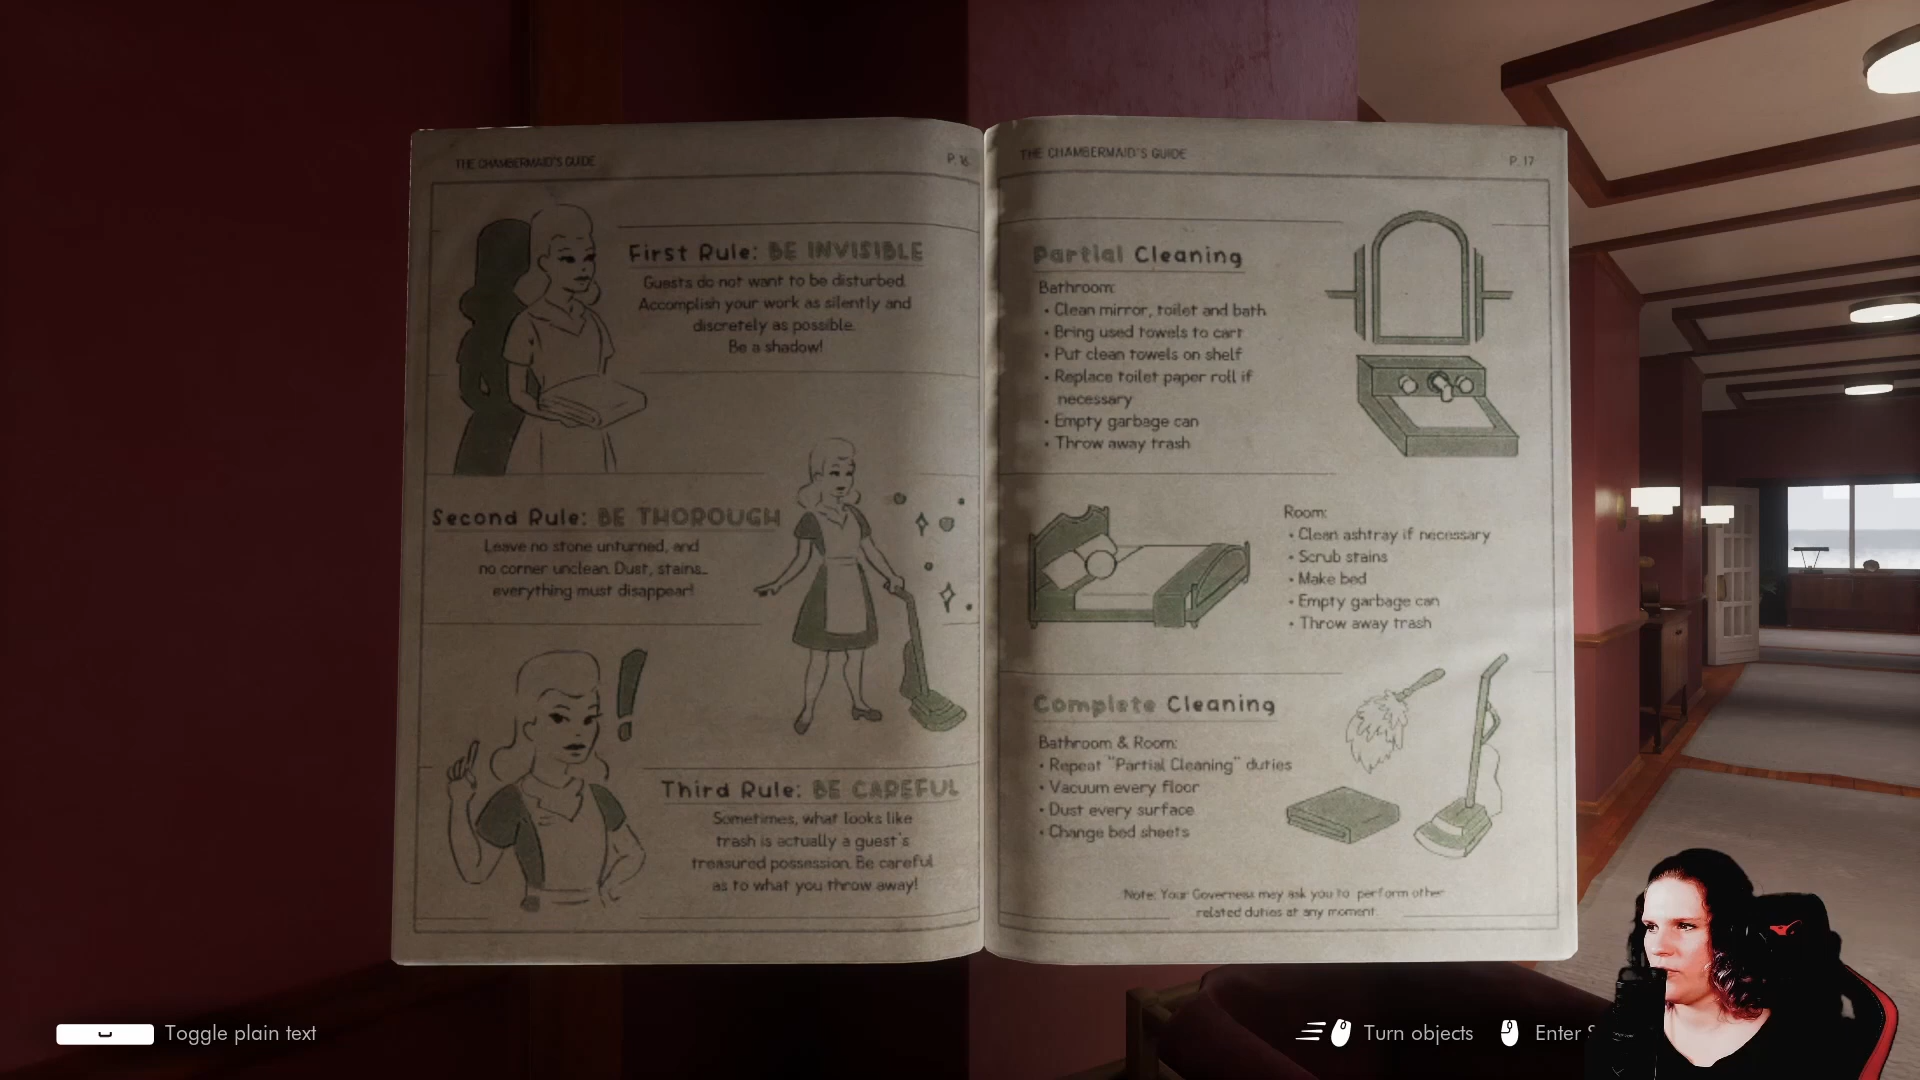 THE CHAMBERMAID'S GUIDE
P. 16
First Rule: BE INVISIBLE
Guests do not want to be disturbed.
Accomplish your work as silently and
discretely as possible.
Be a shadow!
Second Rule: BE THOROUGH
Leave no stone unturned, and
no corner unclean. Dust, stains...
everything must disappear!
Third Rule: BE CAREFUL
Sometimes, what looks like
trash is actually a guest's
treasured possession. Be careful
as to what you throw away!
THE CHAMBERMAID'S GUIDE
P. 17
Partial Cleaning
Bathroom:
• Clean mirror, toilet and bath
• Bring used towels to cart
• Put clean towels on shelf
• Replace toilet paper roll if
necessary
• Empty garbage can
• Throw away trash
Room:
• Clean ashtray if necessary
• Scrub stains
• Make bed
• Empty garbage can
• Throw away trash
Complete Cleaning
Bathroom & Room:
• Repeat "Partial Cleaning" duties
• Vacuum every floor
• Dust every surface
• Change bed sheets
Note: Your Governess may ask you to perform other
related duties at any moment.
Toggle plain text
Turn objects
Enter